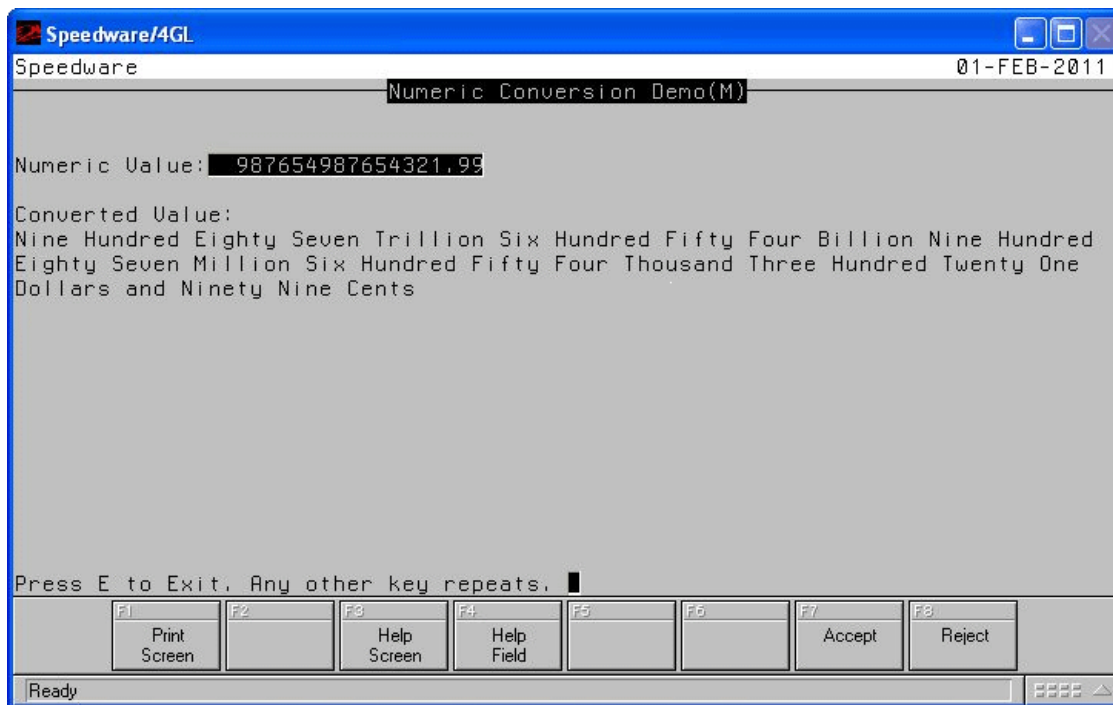 Speedware/4GL
Speedware 01-FEB-2011
Numeric Conversion Demo(M)
Numeric Value: 987654987654321.99
Converted Value:
Nine Hundred Eighty Seven Trillion Six Hundred Fifty Four Billion Nine Hundred
Eighty Seven Million Six Hundred Fifty Four Thousand Three Hundred Twenty One
Dollars and Ninety Nine Cents
Press E to Exit. Any other key repeats.
F1 F2 F3 F4 F5 F6 F7 F8
Print Screen Help Screen Help Field Accept Reject
Ready